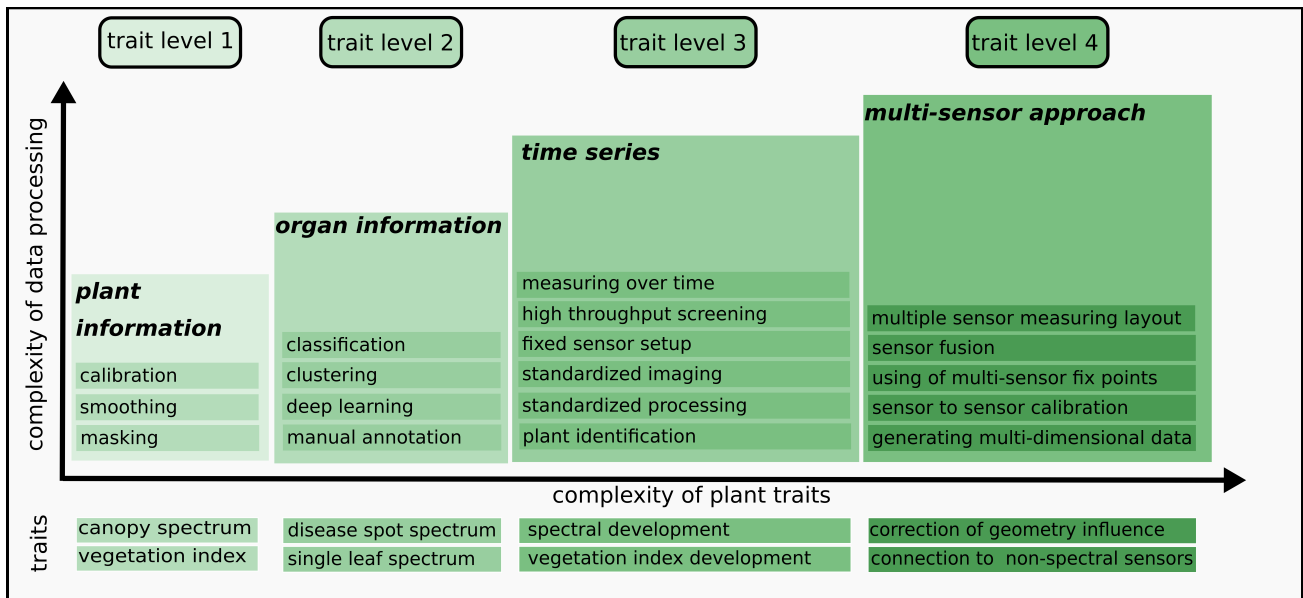 trait level 1
trait level 2
trait level 3
trait level 4
complexity of data processing
plant
information
calibration
smoothing
masking
organ information
classification
clustering
deep learning
manual annotation
time series
measuring over time
high throughput screening
fixed sensor setup
standardized imaging
standardized processing
plant identification
multi-sensor approach
multiple sensor measuring layout
sensor fusion
using of multi-sensor fix points
sensor to sensor calibration
generating multi-dimensional data
complexity of plant traits
traits
canopy spectrum
vegetation index
disease spot spectrum
single leaf spectrum
spectral development
vegetation index development
correction of geometry influence
connection to  non-spectral sensors